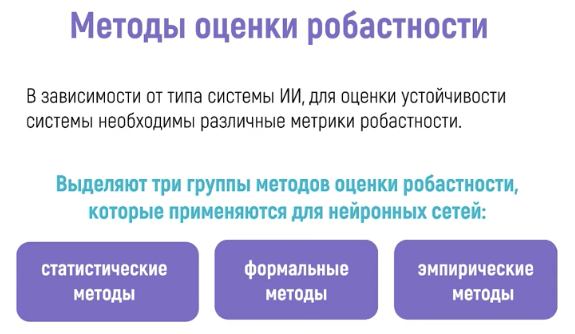 Методы оценки робастности
В зависимости от типа системы ИИ, для оценки устойчивости
системы необходимы различные метрики робастности.
Выделяют три группы методов оценки робастности,
которые применяются для нейронных сетей:
статистические
методы
формальные
методы
эмпирические
методы